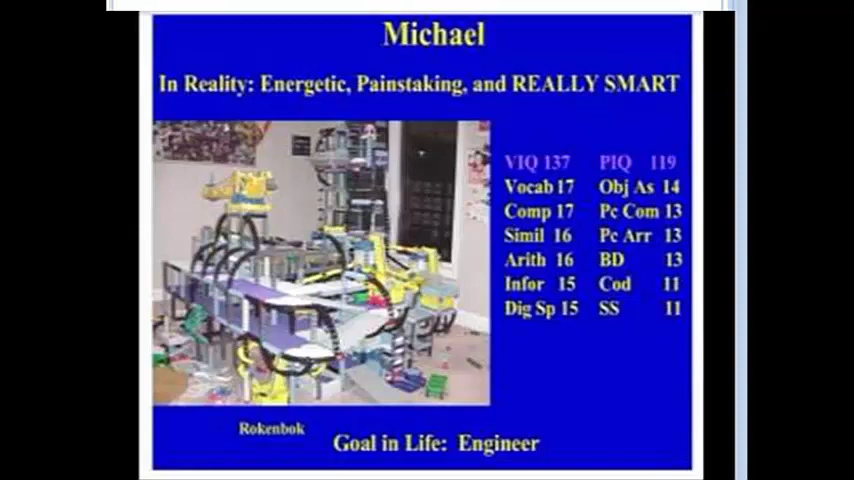 Michael
In Reality: Energetic, Painstaking, and REALLY SMART
VIQ 137 PIQ 119
Vocab 17 Obj As 14
Comp 17 Pc Com 13
Simil 16 Pc Arr 13
Arith 16 BD 13
Infor 15 Cod 11
Dig Sp 15 SS 11
Rokenbok
Goal in Life: Engineer